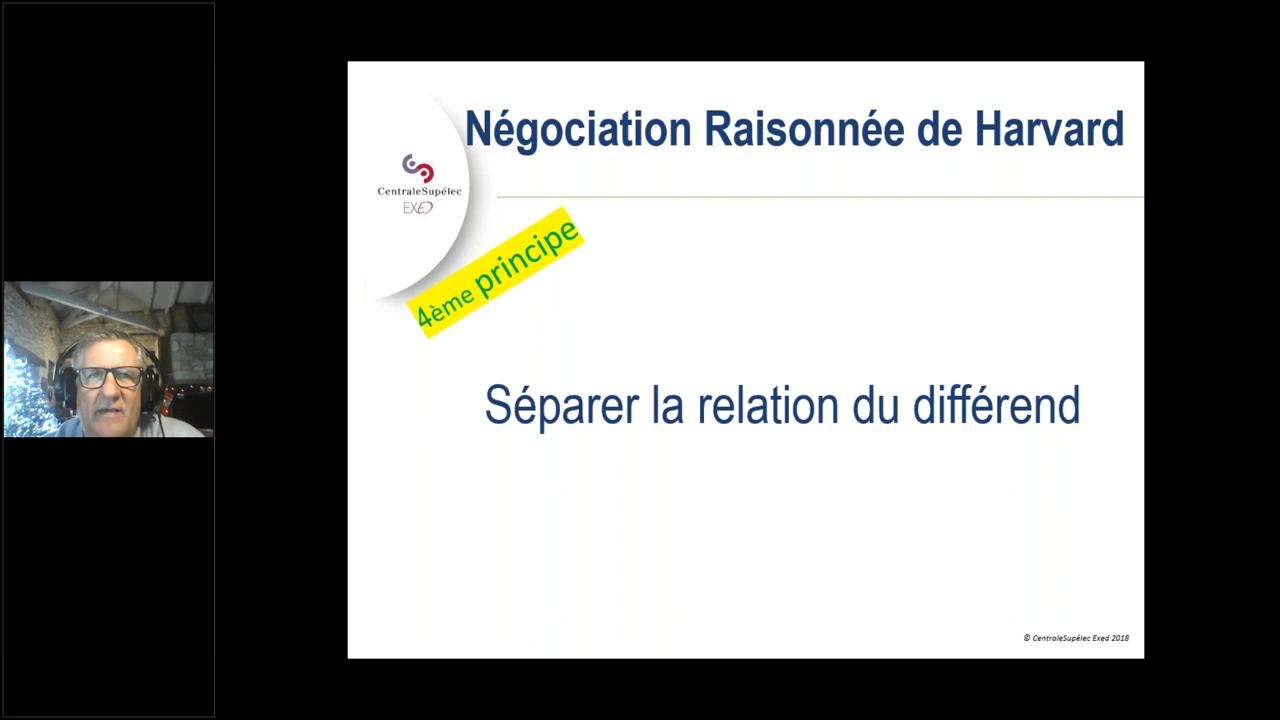 Négociation Raisonnée de Harvard
CentraleSupélec
EXED
4ème principe
Séparer la relation du différend
© CentraleSupélec Exed 2018